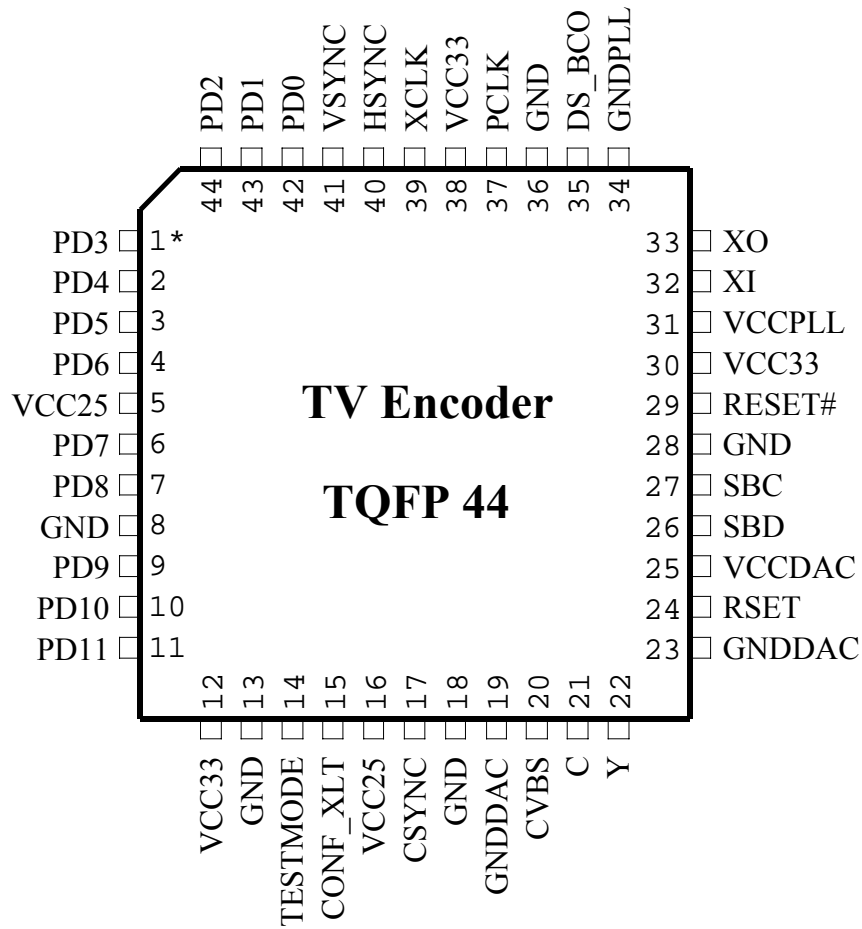 PD2 PD1 PD0 VSYNC HSYNC XCLK VCC33 PCLK GND DS_BCO GNDPLL
44 43 42 41 40 39 38 37 36 35 34
PD3 1* 33 XO
PD4 2 32 XI
PD5 3 31 VCCPLL
PD6 4 30 VCC33
VCC25 5 TV Encoder 29 RESET#
PD7 6 28 GND
PD8 7 TQFP 44 27 SBC
GND 8 26 SBD
PD9 9 25 VCCDAC
PD10 10 24 RSET
PD11 11 23 GNDDAC
12 13 14 15 16 17 18 19 20 21 22
VCC33 GND TESTMODE CONF_XLT VCC25 CSYNC GND GNDDAC CVBS C Y